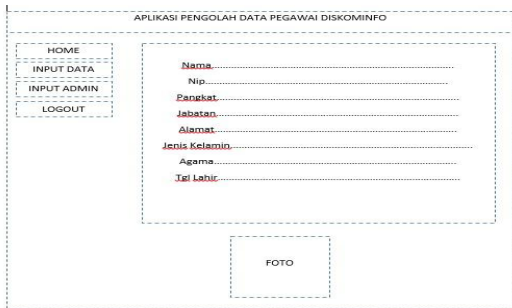 APLIKASI PENGOLAH DATA PEGAWAI DISKOMINFO
HOME
INPUT DATA
INPUT ADMIN
LOGOUT
Nama..........................................................................
Nip..........................................................................
Pangkat..........................................................................
Jabatan..........................................................................
Alamat..........................................................................
Jenis Kelamin..........................................................................
Agama..........................................................................
Tgl Lahir..........................................................................
FOTO